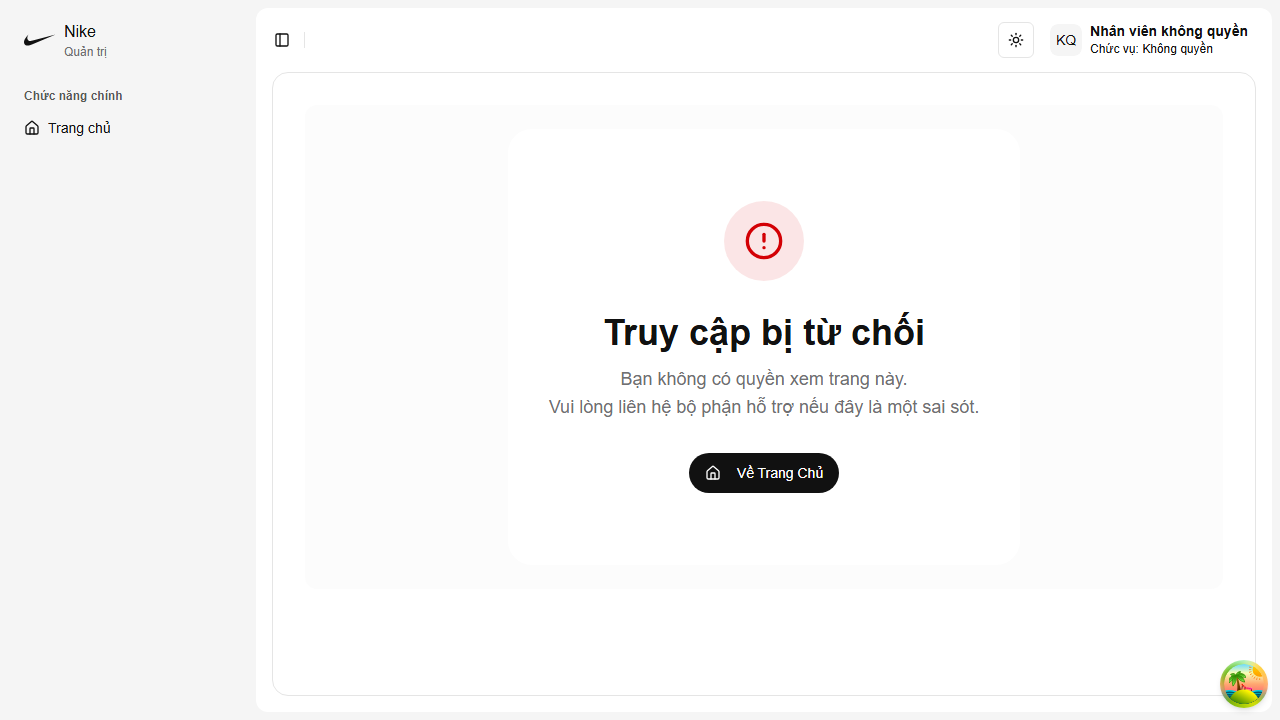 Nike
Quản trị
Chức năng chính
Trang chủ
KQ
Nhân viên không quyền
Chức vụ: Không quyền
Truy cập bị từ chối
Bạn không có quyền xem trang này.
Vui lòng liên hệ bộ phận hỗ trợ nếu đây là một sai sót.
Về Trang Chủ